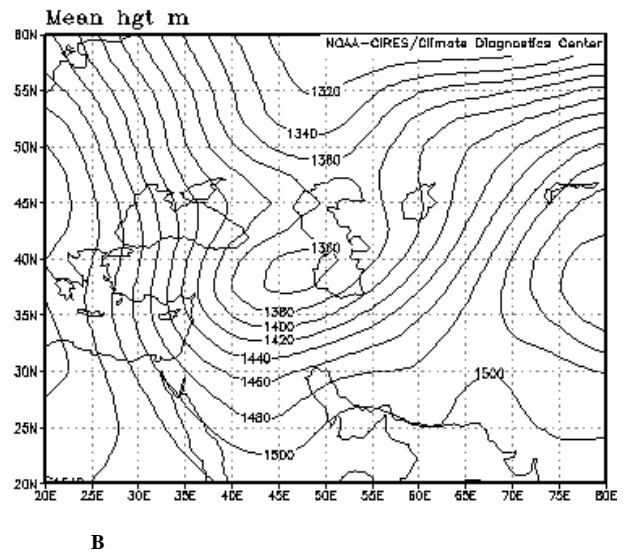 Mean hgt m
NOAA-CIRES/Climate Diagnostics Center
60N
55N
50N
45N
40N
35N
30N
25N
20N
1320
1340
1360
1360
1380
1400
1420
1440
1460
1480
1500
1500
20E 25E 30E 35E 40E 45E 50E 55E 60E 65E 70E 75E 80E
B